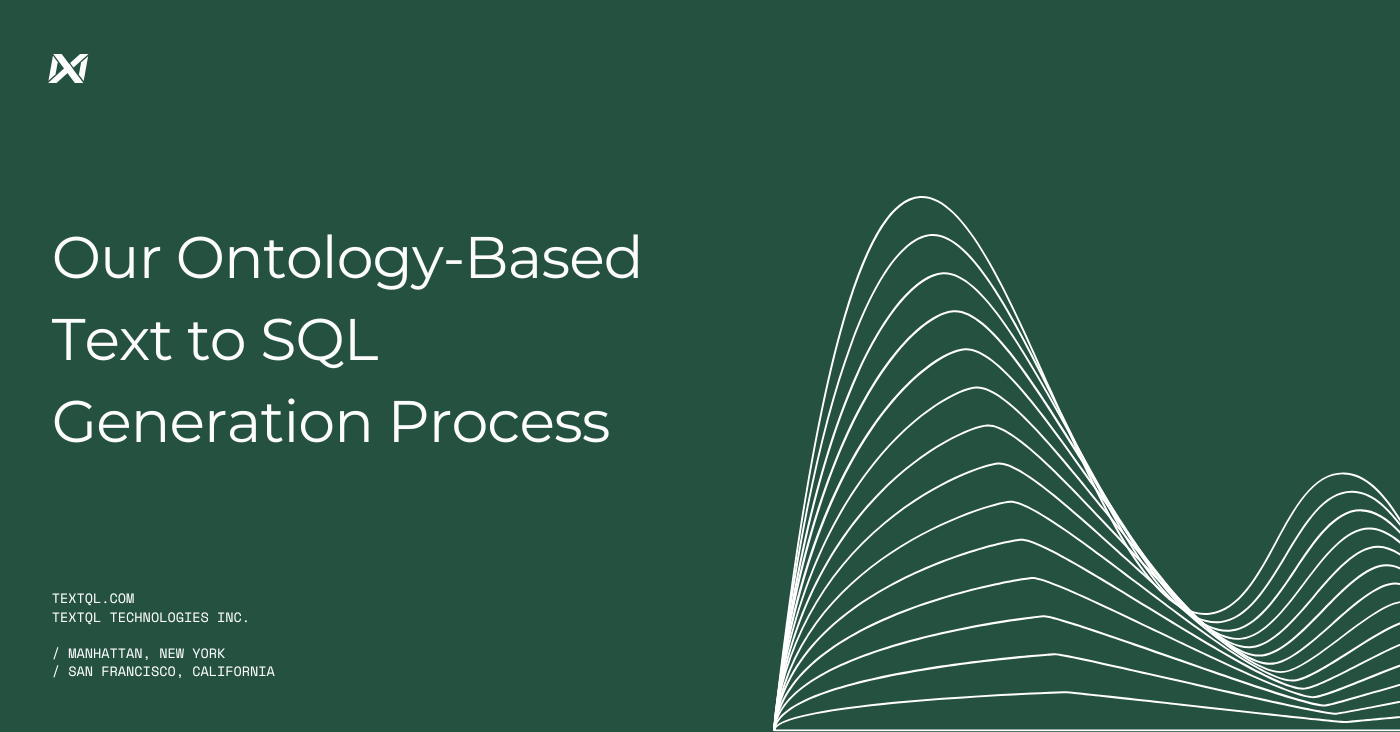 Our Ontology-Based
Text to SQL
Generation Process
TEXTQL.COM
TEXTQL TECHNOLOGIES INC.
/ MANHATTAN, NEW YORK
/ SAN FRANCISCO, CALIFORNIA